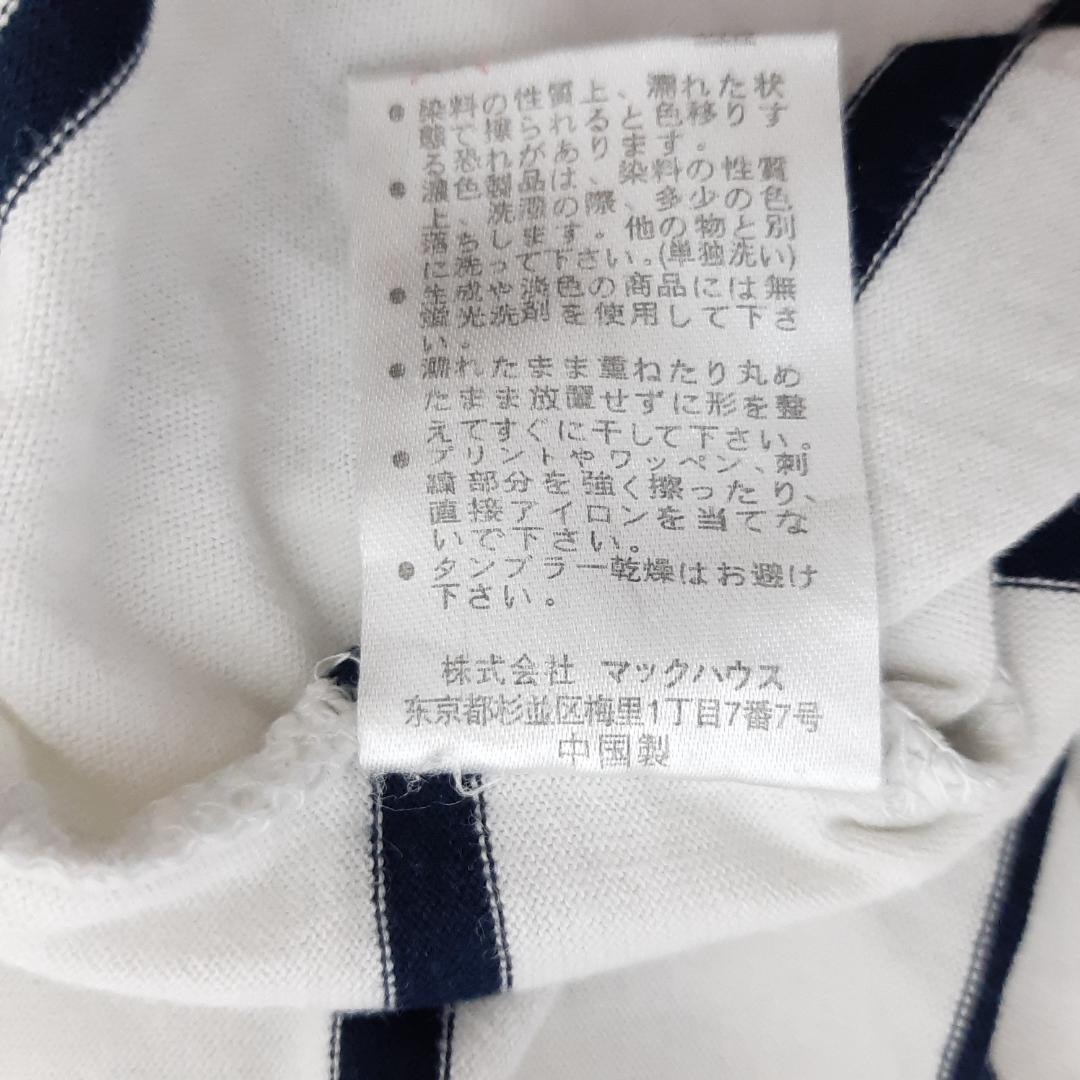 ●染料の性質上、濡れたり状
態での擦れるとり色移りす
る恐れがあります。
●濃色製品は、染料の性質
上、洗濯の際、多少の色
落ちします。他の物と別
に洗って下さい。(単独洗い)
●生成や淡色の商品には無
蛍光洗剤を使用して下さ
い。
●濡れたまま重ねたり丸め
たまま放置せずに形を整
えてすぐに干して下さい。
●プリントやワッペン、刺
繍部分を強く擦ったり、
直接アイロンを当てな
いで下さい。
●タンブラー乾燥はお避け
下さい。
株式会社 マックハウス
东京都杉並区梅里1丁目7番7号
中国製